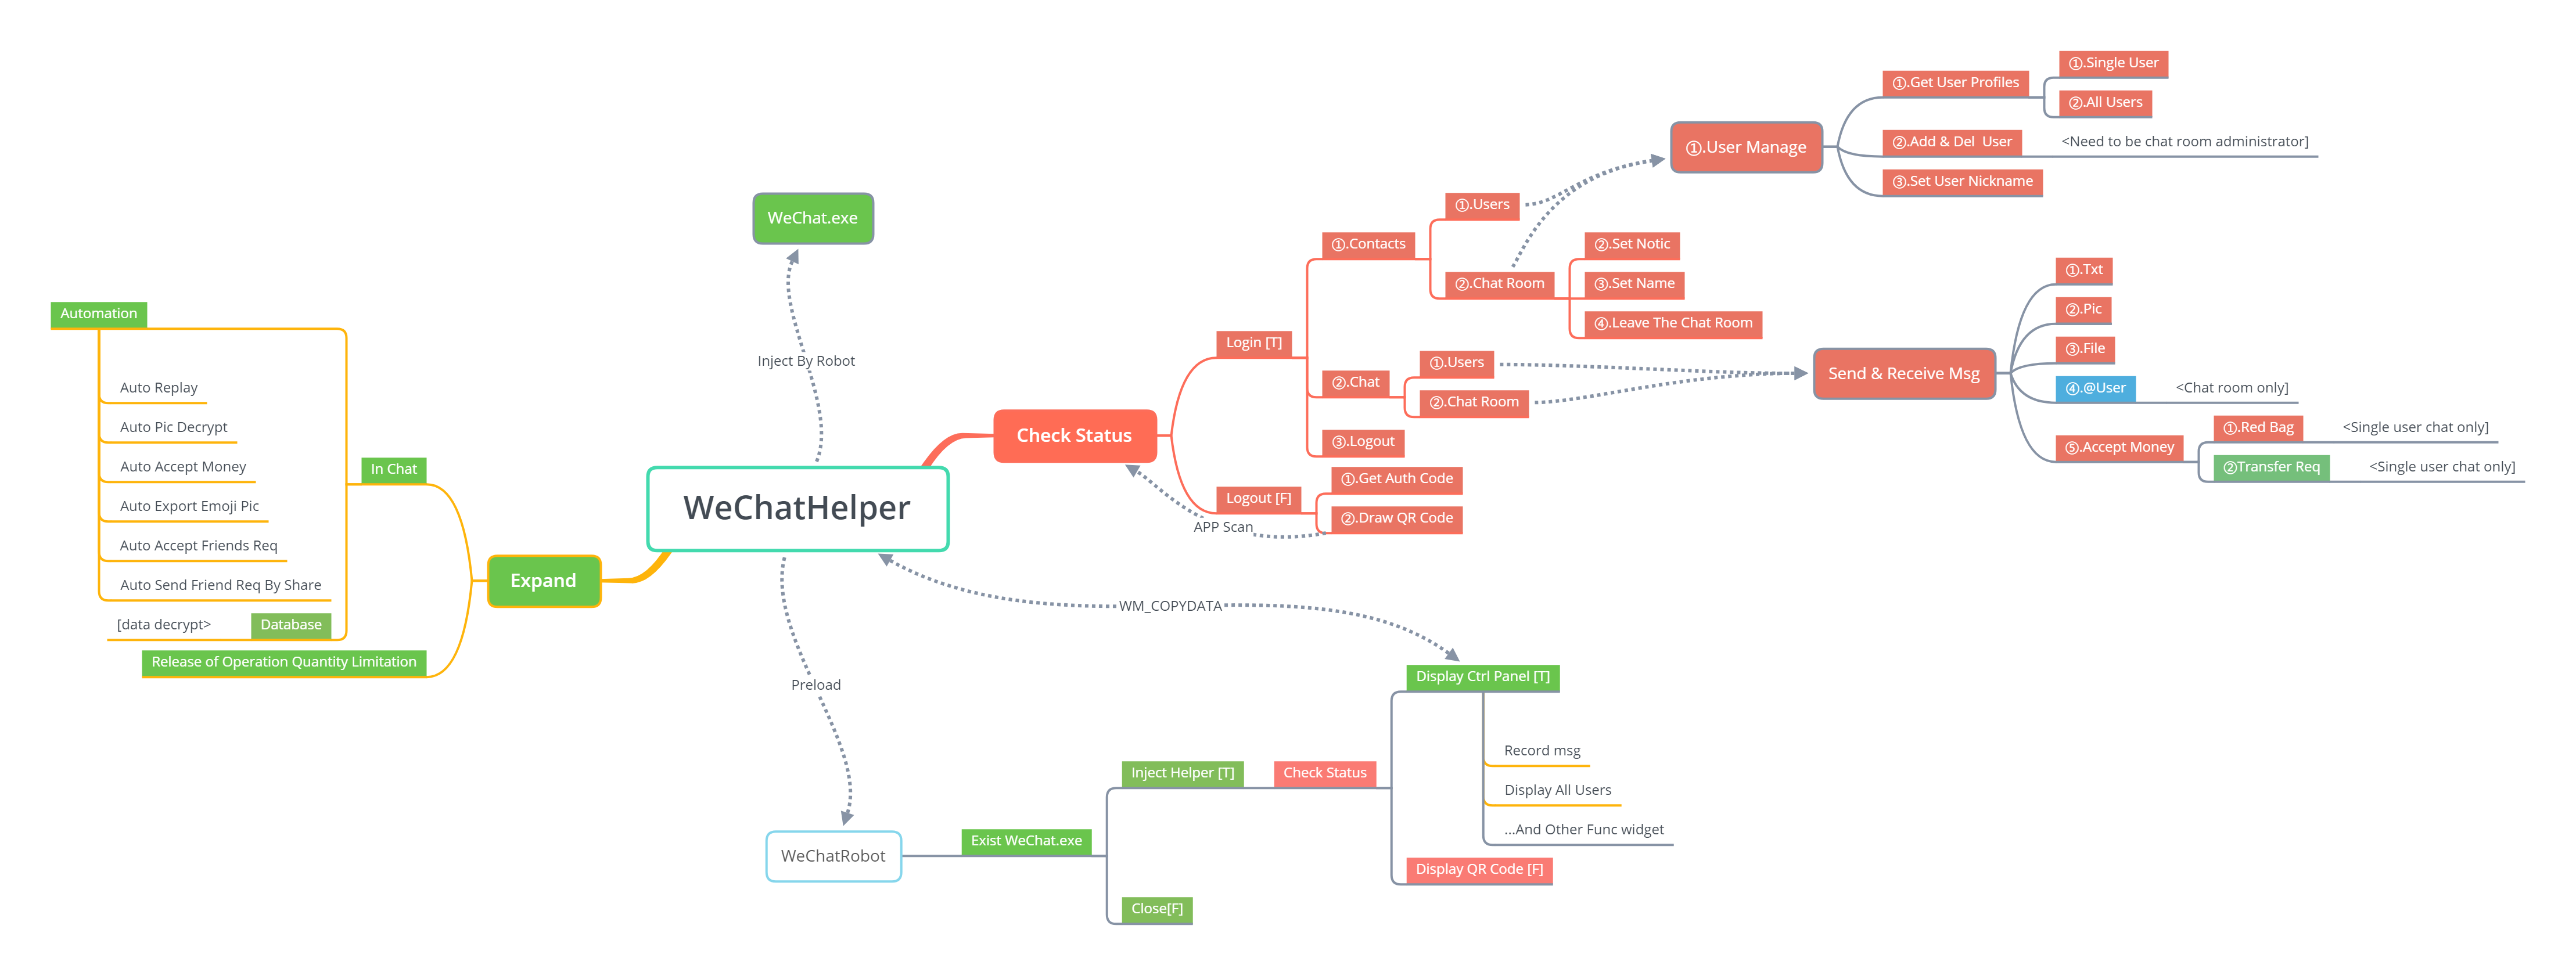 WeChatHelper
Inject By Robot
WeChat.exe
Check Status
Login [T]
①.Contacts
①.Users
②.Chat Room
②.Set Notic
③.Set Name
④.Leave The Chat Room
①.User Manage
①.Get User Profiles
①.Single User
②.All Users
②.Add & Del  User
<Need to be chat room administrator]
③.Set User Nickname
②.Chat
①.Users
②.Chat Room
Send & Receive Msg
①.Txt
②.Pic
③.File
④.@User
<Chat room only]
⑤.Accept Money
①.Red Bag
<Single user chat only]
②Transfer Req
<Single user chat only]
③.Logout
Logout [F]
①.Get Auth Code
②.Draw QR Code
APP Scan
Expand
In Chat
Automation
Auto Replay
Auto Pic Decrypt
Auto Accept Money
Auto Export Emoji Pic
Auto Accept Friends Req
Auto Send Friend Req By Share
[data decrypt>
Database
Release of Operation Quantity Limitation
WM_COPYDATA
Preload
WeChatRobot
Exist WeChat.exe
Inject Helper [T]
Check Status
Display Ctrl Panel [T]
Record msg
Display All Users
...And Other Func widget
Display QR Code [F]
Close[F]